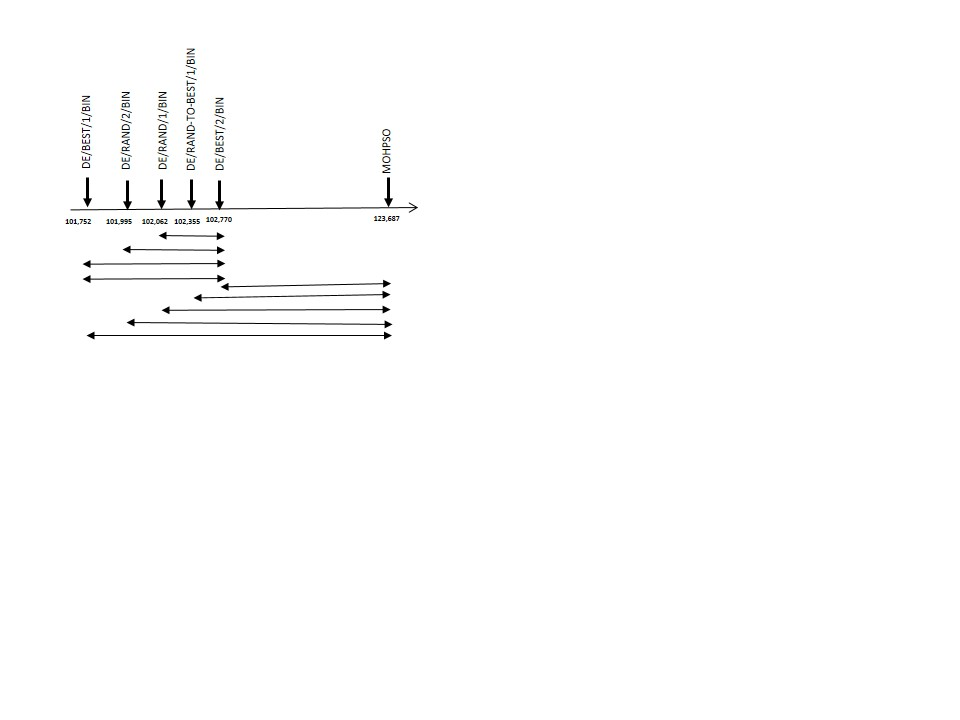 DE/BEST/1/BIN
DE/RAND/2/BIN
DE/RAND/1/BIN
DE/RAND-TO-BEST/1/BIN
DE/BEST/2/BIN
MOHPSO
101,752
101,995
102,062
102,355
102,770
123,687